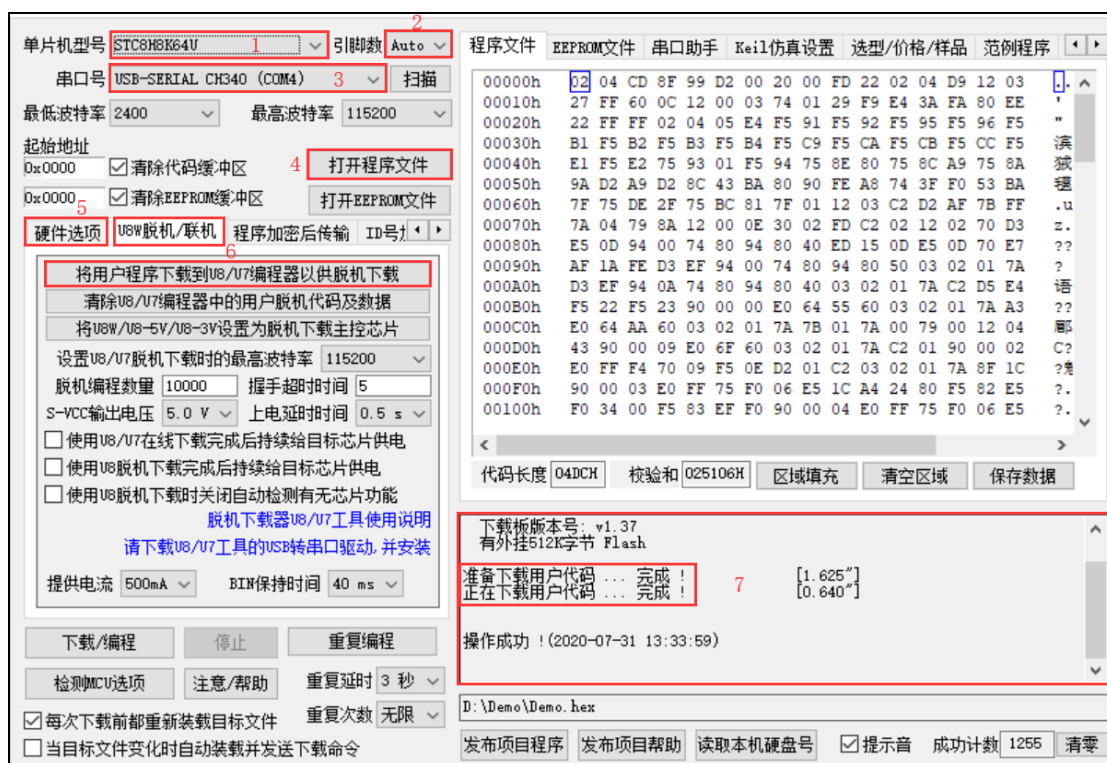 单片机型号 STC8H8K64U 1 引脚数 Auto 2
串口号 USB-SERIAL CH340 (COM4) 3 扫描
最低波特率 2400 最高波特率 115200
起始地址
0x0000 清除代码缓冲区 4 打开程序文件
0x0000 清除EEPROM缓冲区 打开EEPROM文件
5
硬件选项 U8W脱机/联机 程序加密后传输 ID号
6
将用户程序下载到U8/U7编程器以供脱机下载
清除U8/U7编程器中的用户脱机代码及数据
将U8W/U8-5V/U8-3V设置为脱机下载主控芯片
设置U8/U7脱机下载时的最高波特率 115200
脱机编程数量 10000 握手超时时间 5
S-VCC输出电压 5.0 V 上电延时时间 0.5 s
使用U8/U7在线下载完成后持续给目标芯片供电
使用U8脱机下载完成后持续给目标芯片供电
使用U8脱机下载时关闭自动检测有无芯片功能
脱机下载器U8/U7工具使用说明
请下载U8/U7工具的USB转串口驱动,并安装
提供电流 500mA BIN保持时间 40 ms
下载/编程 停止 重复编程
检测MCU选项 注意/帮助 重复延时 3 秒
每次下载前都重新装载目标文件 重复次数 无限
当目标文件变化时自动装载并发送下载命令
程序文件 EEPROM文件 串口助手 Keil仿真设置 选型/价格/样品 范例程序
00000h 02 04 CD 8F 99 D2 00 20 00 FD 22 02 04 D9 12 03 ..
00010h 27 FF 60 0C 12 00 03 74 01 29 F9 E4 3A FA 80 EE '
00020h 22 FF FF 02 04 05 E4 F5 91 F5 92 F5 95 F5 96 F5 "
00030h B1 F5 B2 F5 B3 F5 B4 F5 C9 F5 CA F5 CB F5 CC F5 滨
00040h E1 F5 E2 75 93 01 F5 94 75 8E 80 75 8C A9 75 8A
00050h 9A D2 A9 D2 8C 43 BA 80 90 FE A8 74 3F F0 53 BA
00060h 7F 75 DE 2F 75 BC 81 7F 01 12 03 C2 D2 AF 7B FF .u
00070h 7A 04 79 8A 12 00 0E 30 02 FD C2 02 12 02 70 D3 z.
00080h E5 0D 94 00 74 80 94 80 40 ED 15 0D E5 0D 70 E7 ??
00090h AF 1A FE D3 EF 94 00 74 80 94 80 50 03 02 01 7A ?
000A0h D3 EF 94 0A 74 80 94 80 40 03 02 01 7A C2 D5 E4 语
000B0h F5 22 F5 23 90 00 00 E0 64 55 60 03 02 01 7A A3 ??
000C0h E0 64 AA 60 03 02 01 7A 7B 01 7A 00 79 00 12 04 郿
000D0h 43 90 00 09 E0 6F 60 03 02 01 7A C2 01 90 00 02 C?
000E0h E0 FF F4 70 09 F5 0E D2 01 C2 03 02 01 7A 8F 1C ?
000F0h 90 00 03 E0 FF 75 F0 06 E5 1C A4 24 80 F5 82 E5 ?.
00100h F0 34 00 F5 83 EF F0 90 00 04 E0 FF 75 F0 06 E5 ?.
代码长度 04DCH 校验和 025106H 区域填充 清空区域 保存数据
下载板版本号: v1.37
有外挂512K字节 Flash
准备下载用户代码 ... 完成 ! [1.625"]
正在下载用户代码 ... 完成 ! 7 [0.640"]
操作成功 !(2020-07-31 13:33:59)
D:\Demo\Demo.hex
发布项目程序 发布项目帮助 读取本机硬盘号 提示音 成功计数 1255 清零